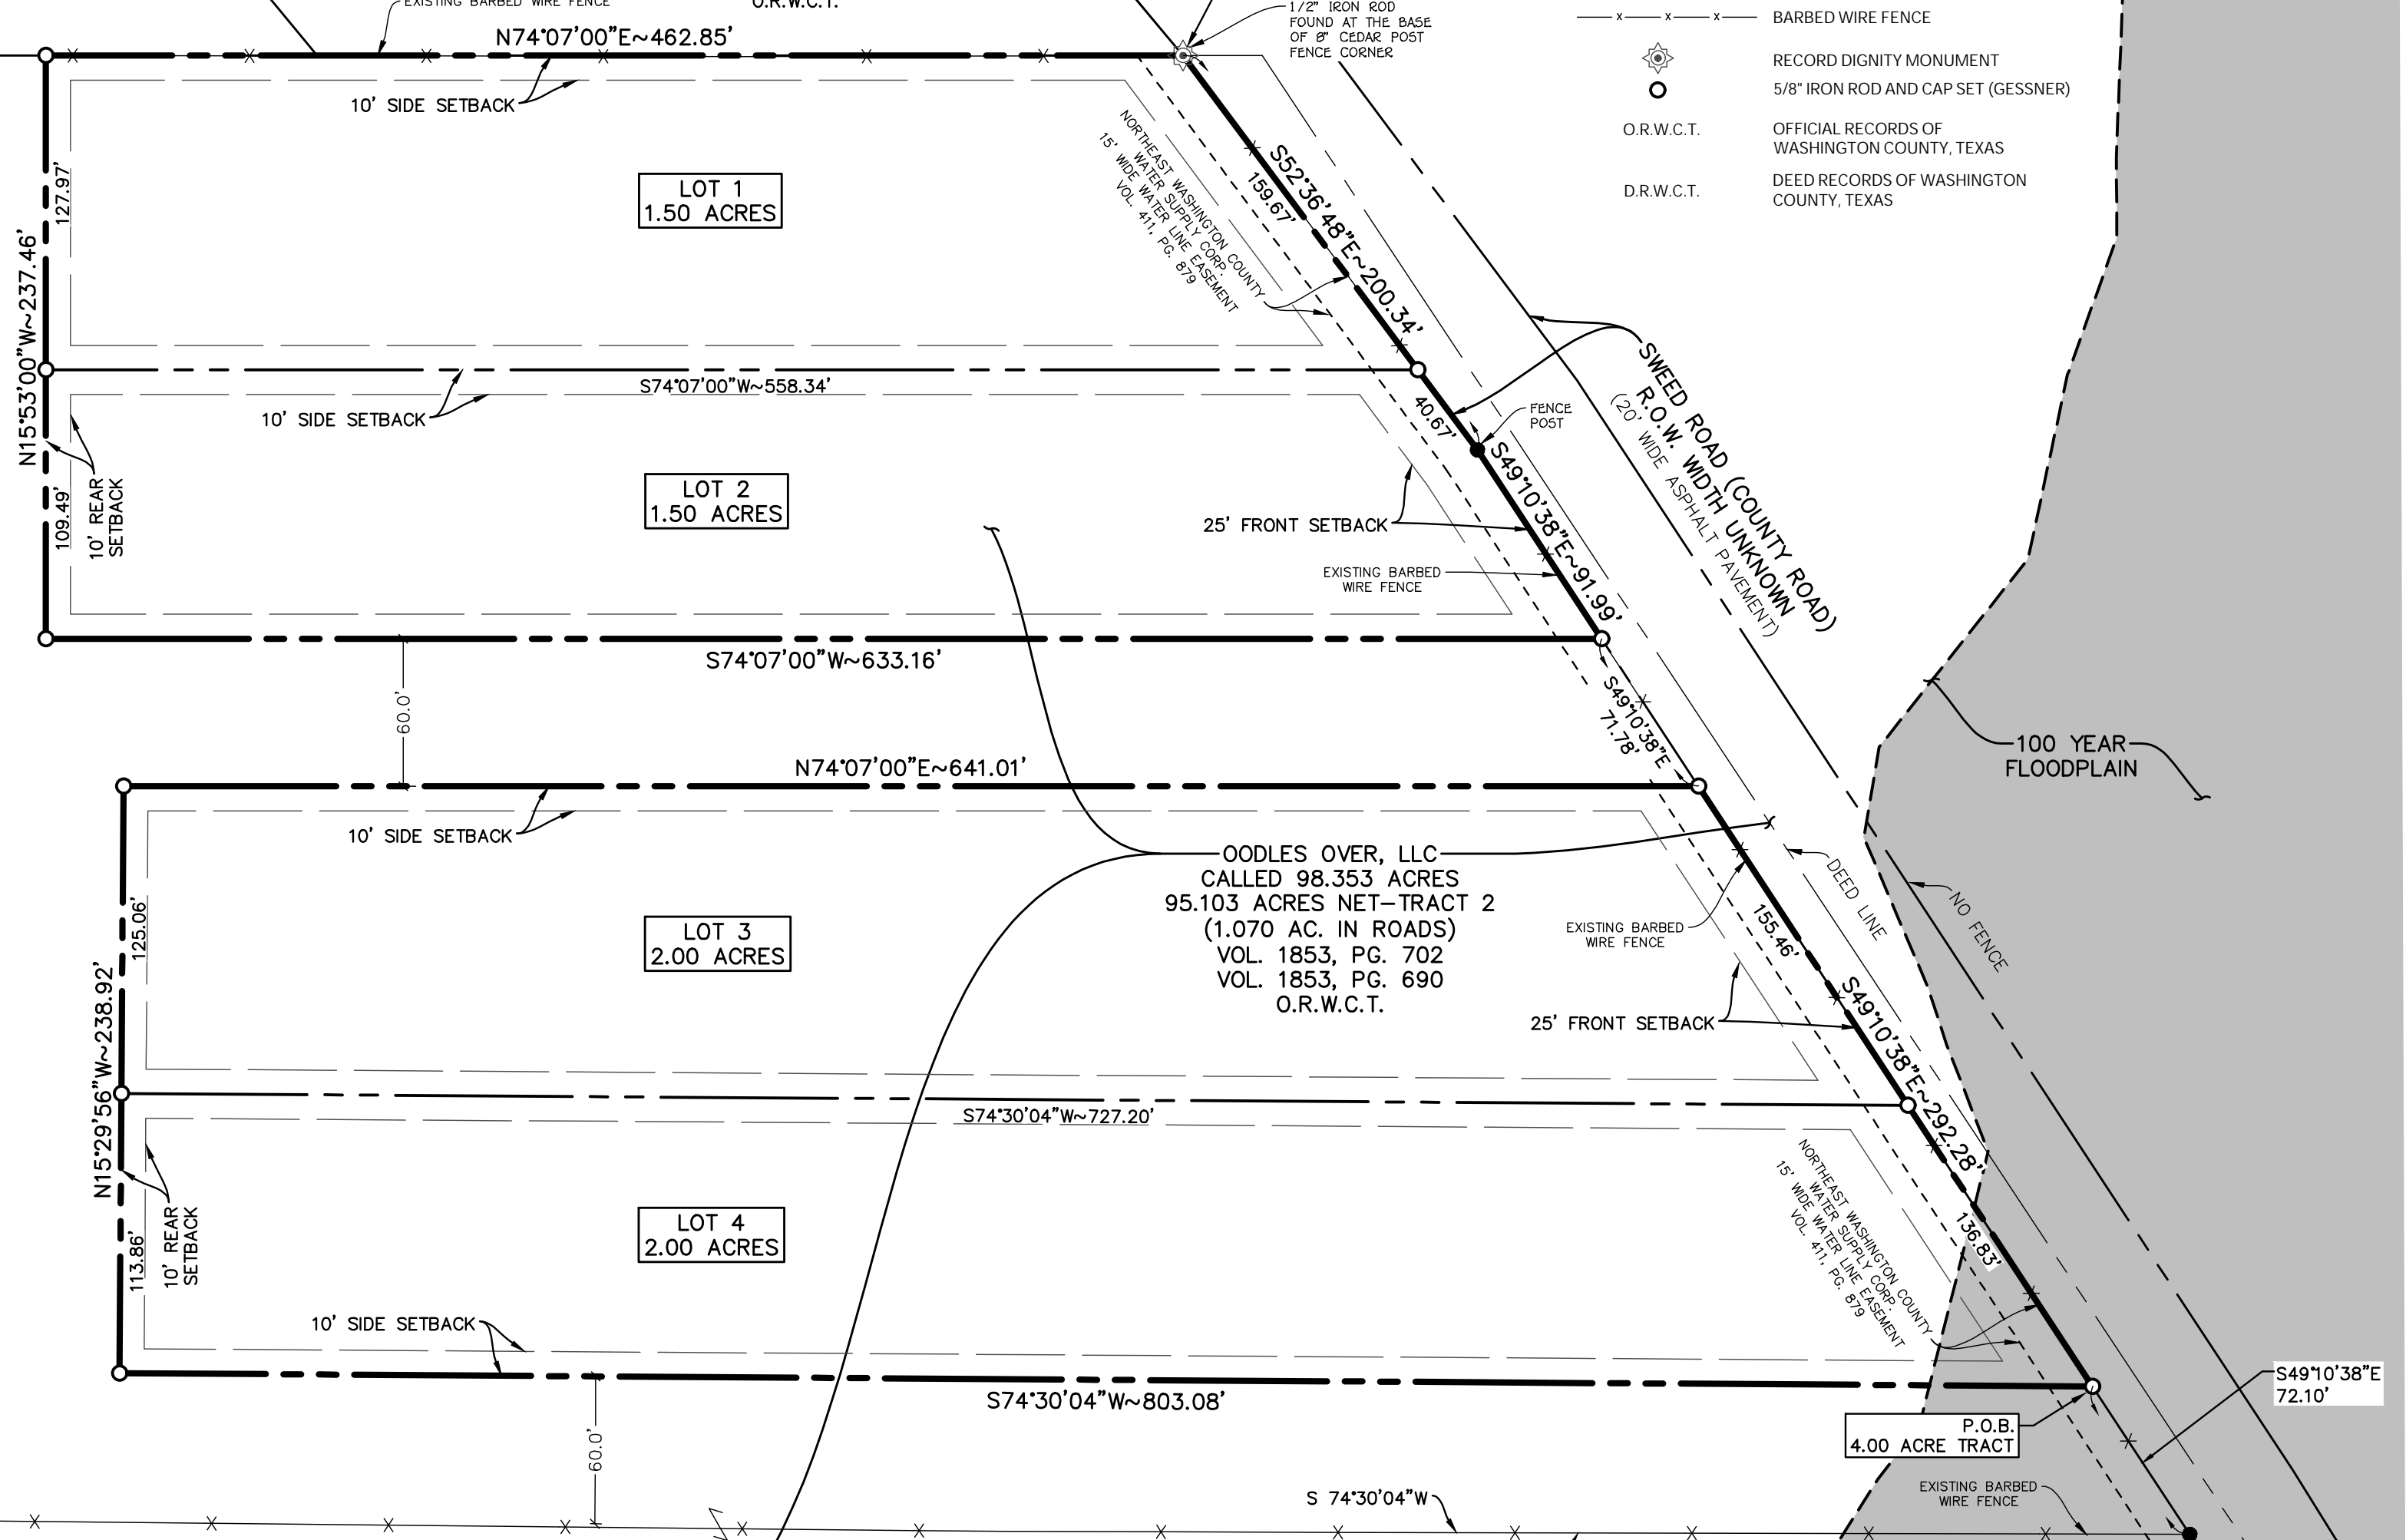 EXISTING BARBED WIRE FENCE
O.R.W.C.T.
N74°07'00"E~462.85'
1/2" IRON ROD
FOUND AT THE BASE
OF 8" CEDAR POST
FENCE CORNER
BARBED WIRE FENCE
RECORD DIGNITY MONUMENT
5/8" IRON ROD AND CAP SET (GESSNER)
O.R.W.C.T.
OFFICIAL RECORDS OF
WASHINGTON COUNTY, TEXAS
D.R.W.C.T.
DEED RECORDS OF WASHINGTON
COUNTY, TEXAS
10' SIDE SETBACK
127.97'
N15°53'00"W~237.46'
LOT 1
1.50 ACRES
NORTHEAST WASHINGTON COUNTY
WATER SUPPLY CORP.
15' WIDE WATER LINE EASEMENT
VOL. 411, PG. 879
S52°36'48"E~200.34'
159.67'
S74°07'00"W~558.34'
10' SIDE SETBACK
40.67'
FENCE
POST
SWEED ROAD (COUNTY ROAD)
R.O.W. WIDTH UNKNOWN
(20' WIDE ASPHALT PAVEMENT)
109.49'
10' REAR
SETBACK
LOT 2
1.50 ACRES
25' FRONT SETBACK
S49°10'38"E~91.99'
EXISTING BARBED
WIRE FENCE
S74°07'00"W~633.16'
60.0'
S49°10'38"E
71.78'
100 YEAR
FLOODPLAIN
N74°07'00"E~641.01'
10' SIDE SETBACK
OODLES OVER, LLC
CALLED 98.353 ACRES
95.103 ACRES NET-TRACT 2
(1.070 AC. IN ROADS)
VOL. 1853, PG. 702
VOL. 1853, PG. 690
O.R.W.C.T.
DEED LINE
NO FENCE
125.06'
N15°29'56"W~238.92'
LOT 3
2.00 ACRES
EXISTING BARBED
WIRE FENCE
155.46'
25' FRONT SETBACK
S49°10'38"E~292.28'
S74°30'04"W~727.20'
NORTHEAST WASHINGTON COUNTY
WATER SUPPLY CORP.
15' WIDE WATER LINE EASEMENT
VOL. 411, PG. 879
136.83'
113.86'
10' REAR
SETBACK
LOT 4
2.00 ACRES
10' SIDE SETBACK
S74°30'04"W~803.08'
60.0'
P.O.B.
4.00 ACRE TRACT
S49°10'38"E
72.10'
EXISTING BARBED
WIRE FENCE
S 74°30'04"W